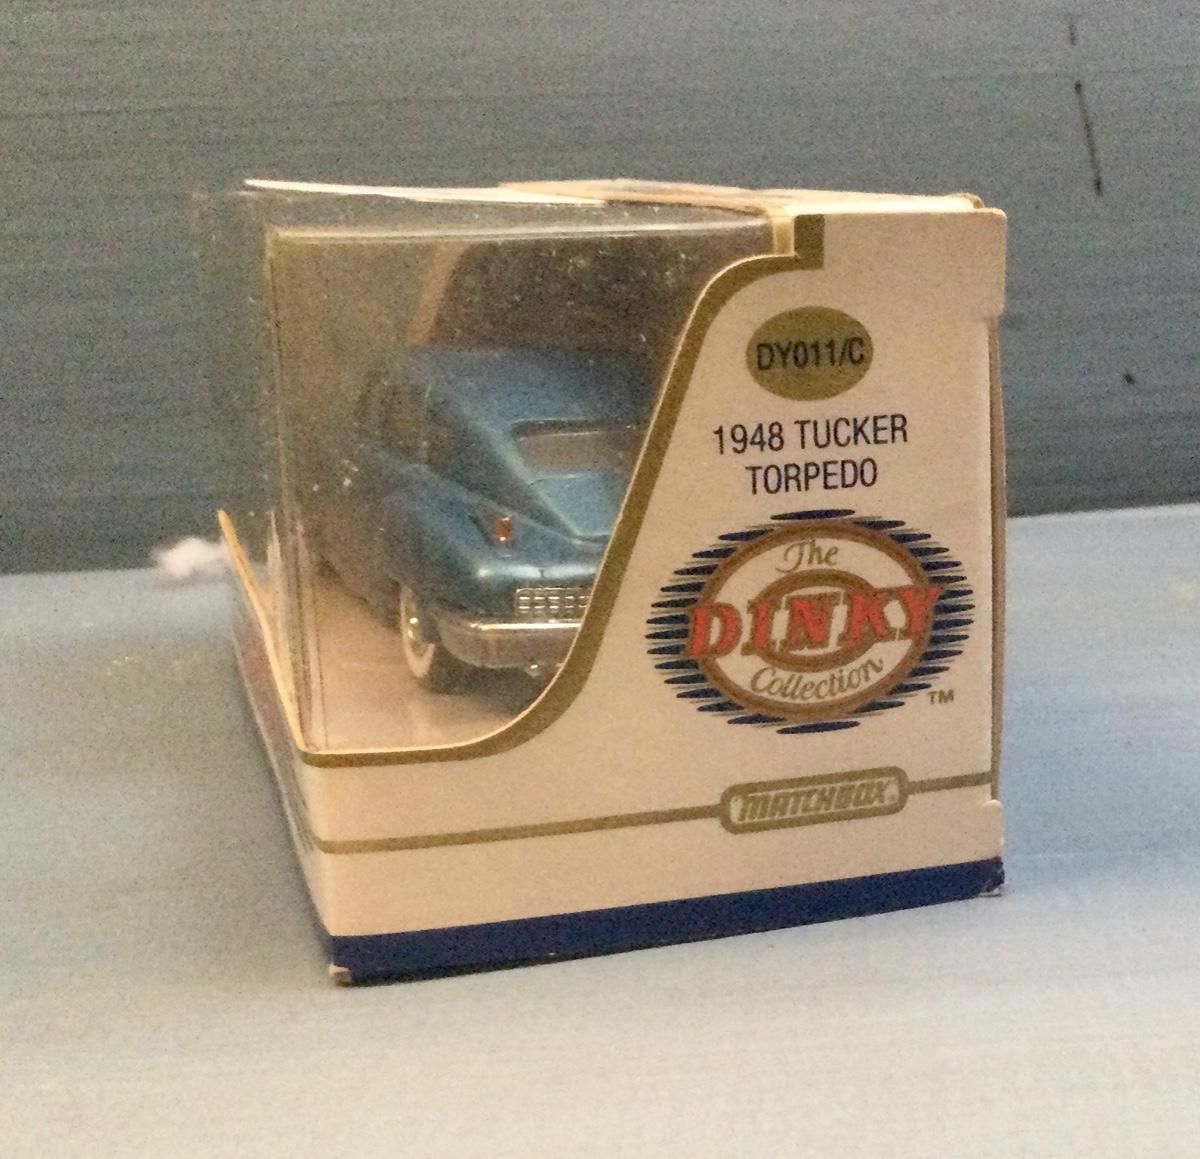 DY011/C
1948 TUCKER
TORPEDO
The
DINKY
Collection
TM
MATCHBOX